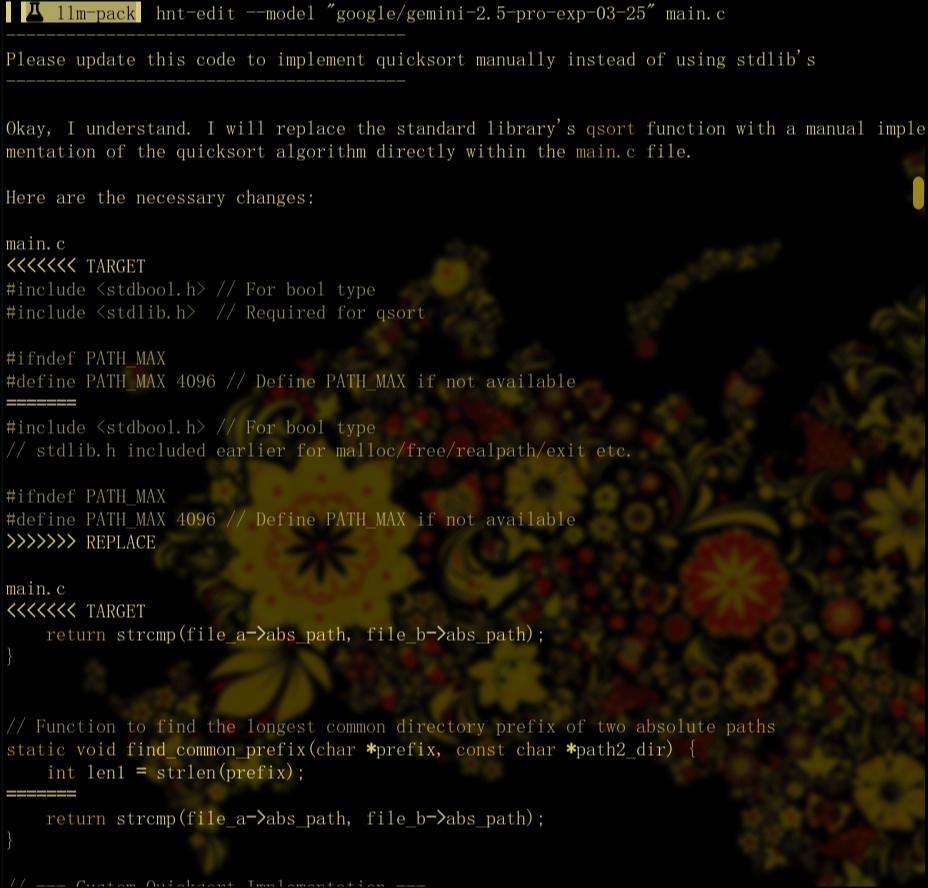 llm-pack hnt-edit --model "google/gemini-2.5-pro-exp-03-25" main.c
----------------------------------------
Please update this code to implement quicksort manually instead of using stdlib's
----------------------------------------
Okay, I understand. I will replace the standard library's qsort function with a manual imple
mentation of the quicksort algorithm directly within the main.c file.
Here are the necessary changes:
main.c
<<<<<<< TARGET
#include <stdbool.h> // For bool type
#include <stdlib.h>  // Required for qsort
#ifndef PATH_MAX
#define PATH_MAX 4096 // Define PATH_MAX if not available
=======
#include <stdbool.h> // For bool type
// stdlib.h included earlier for malloc/free/realpath/exit etc.
#ifndef PATH_MAX
#define PATH_MAX 4096 // Define PATH_MAX if not available
>>>>>>> REPLACE
main.c
<<<<<<< TARGET
    return strcmp(file_a->abs_path, file_b->abs_path);
}
// Function to find the longest common directory prefix of two absolute paths
static void find_common_prefix(char *prefix, const char *path2_dir) {
    int len1 = strlen(prefix);
=======
    return strcmp(file_a->abs_path, file_b->abs_path);
}
// --- Custom Quicksort Implementation ---